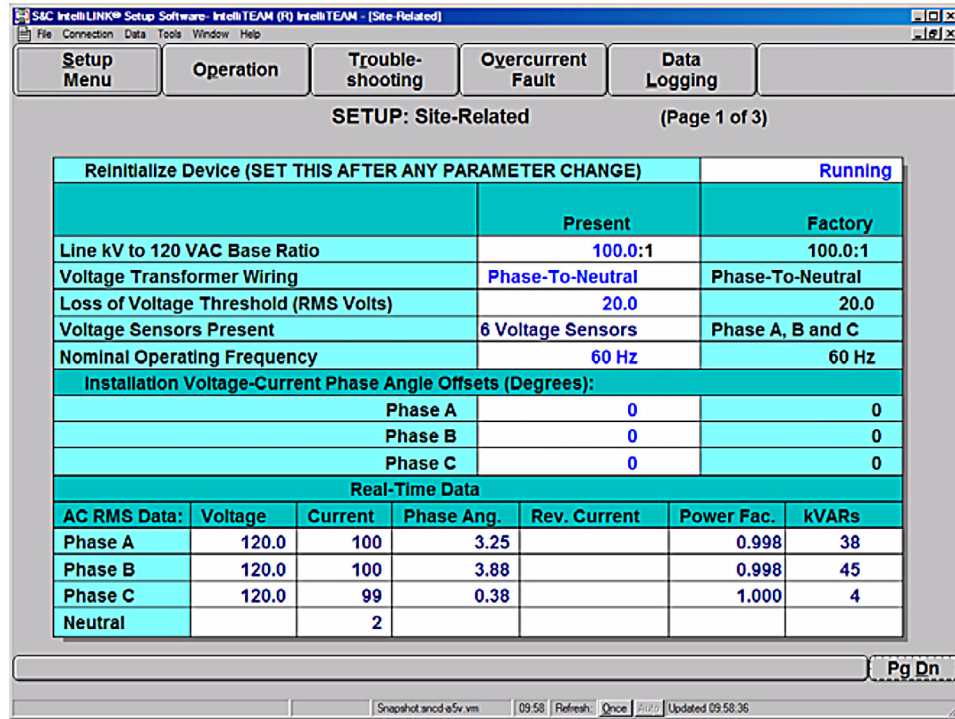 S&C IntelliLINK® Setup Software- IntelliTEAM (R) IntelliTEAM - [Site-Related]
File Connection Data Tools Window Help
Setup Menu Operation Trouble-shooting Overcurrent Fault Data Logging
SETUP: Site-Related (Page 1 of 3)
Reinitialize Device (SET THIS AFTER ANY PARAMETER CHANGE) Running
Present Factory
Line kV to 120 VAC Base Ratio 100.0:1 100.0:1
Voltage Transformer Wiring Phase-To-Neutral Phase-To-Neutral
Loss of Voltage Threshold (RMS Volts) 20.0 20.0
Voltage Sensors Present 6 Voltage Sensors Phase A, B and C
Nominal Operating Frequency 60 Hz 60 Hz
Installation Voltage-Current Phase Angle Offsets (Degrees):
Phase A 0 0
Phase B 0 0
Phase C 0 0
Real-Time Data
AC RMS Data: Voltage Current Phase Ang. Rev. Current Power Fac. kVARs
Phase A 120.0 100 3.25 0.998 38
Phase B 120.0 100 3.88 0.998 45
Phase C 120.0 99 0.38 1.000 4
Neutral 2
Pg Dn
Snapshot:sncd-a5v.vm 09:58 Refresh: Once Auto Updated 09:58:36